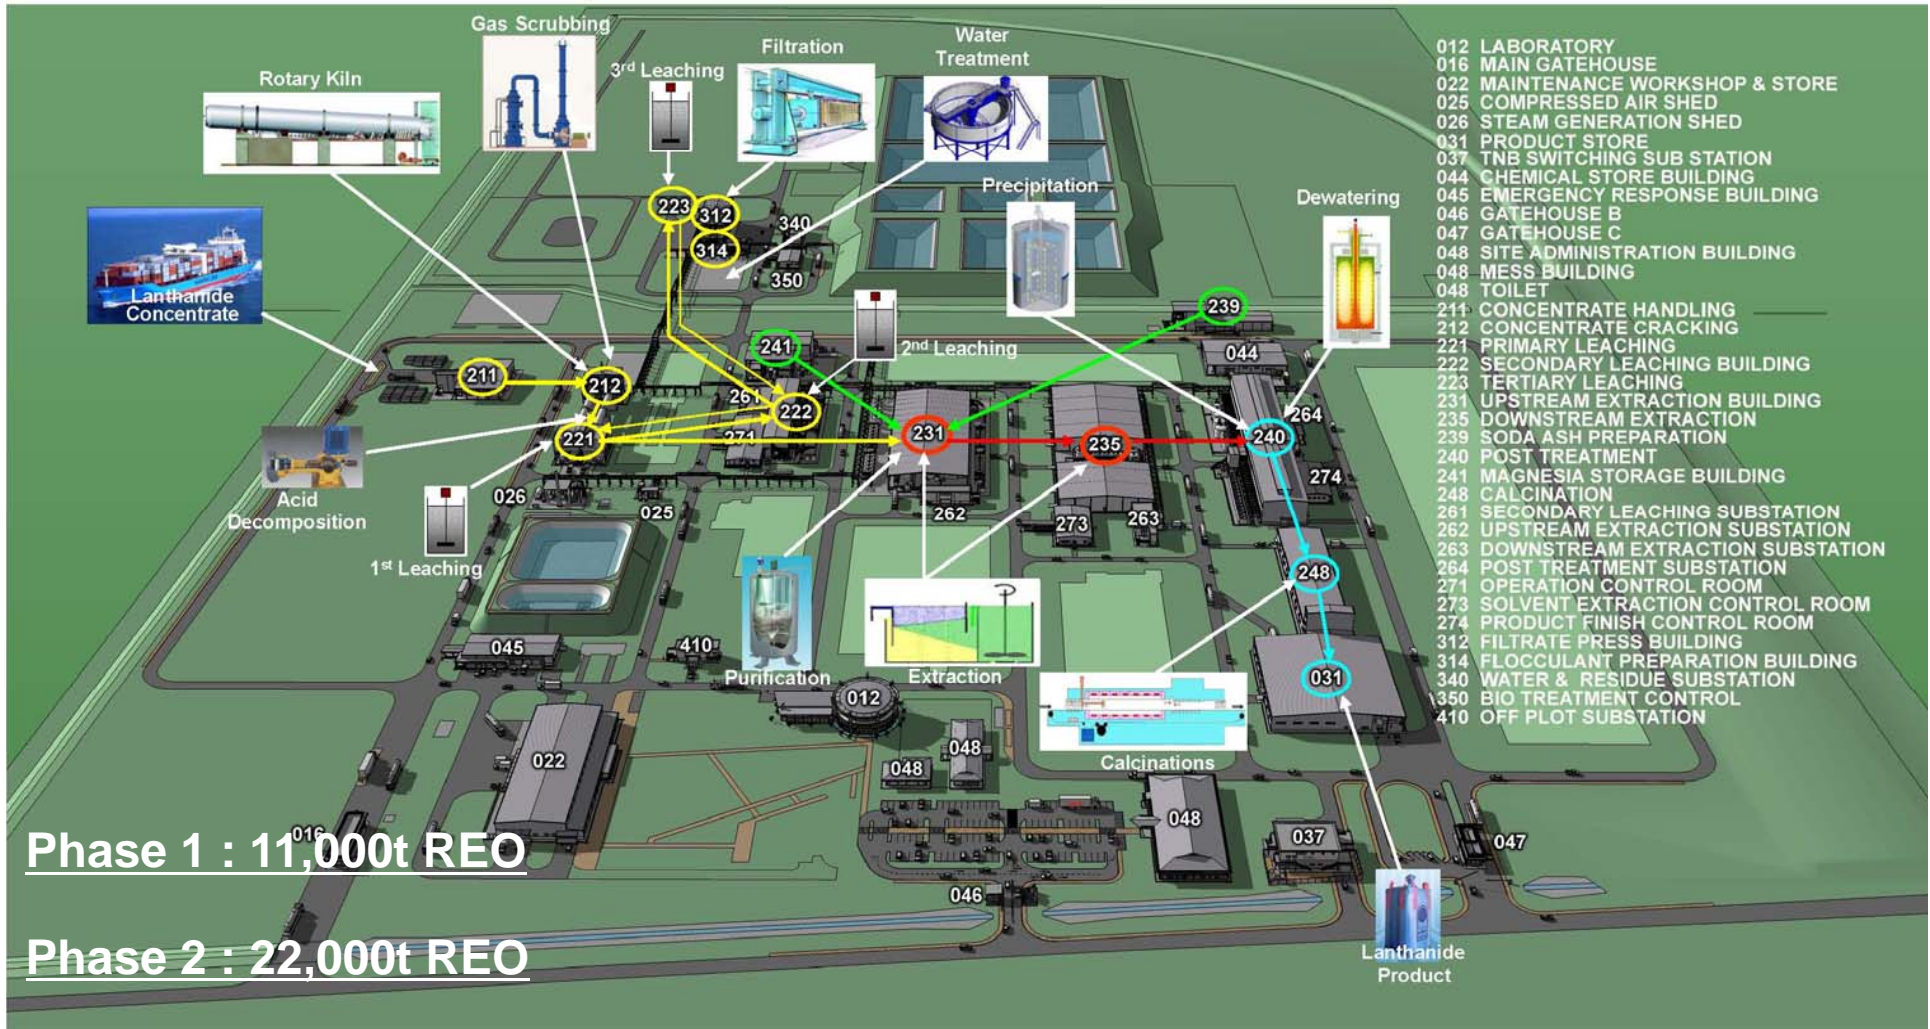 Gas Scrubbing
Water
Treatment
Filtration
3rd Leaching
Rotary Kiln
Precipitation
Dewatering
Lanthanide
Concentrate
2nd Leaching
Acid
Decomposition
1st Leaching
Purification
Extraction
Calcinations
Lanthanide
Product
223
312
314
340
350
239
241
044
211
212
261
222
264
221
271
231
235
240
026
025
262
273
263
274
248
045
410
012
031
022
048
048
048
016
037
047
046
Phase 1 : 11,000t REO
Phase 2 : 22,000t REO
012 LABORATORY
016 MAIN GATEHOUSE
022 MAINTENANCE WORKSHOP & STORE
025 COMPRESSED AIR SHED
026 STEAM GENERATION SHED
031 PRODUCT STORE
037 TNB SWITCHING SUB STATION
044 CHEMICAL STORE BUILDING
045 EMERGENCY RESPONSE BUILDING
046 GATEHOUSE B
047 GATEHOUSE C
048 SITE ADMINISTRATION BUILDING
048 MESS BUILDING
048 TOILET
211 CONCENTRATE HANDLING
212 CONCENTRATE CRACKING
221 PRIMARY LEACHING
222 SECONDARY LEACHING BUILDING
223 TERTIARY LEACHING
231 UPSTREAM EXTRACTION BUILDING
235 DOWNSTREAM EXTRACTION
239 SODA ASH PREPARATION
240 POST TREATMENT
241 MAGNESIA STORAGE BUILDING
248 CALCINATION
261 SECONDARY LEACHING SUBSTATION
262 UPSTREAM EXTRACTION SUBSTATION
263 DOWNSTREAM EXTRACTION SUBSTATION
264 POST TREATMENT SUBSTATION
271 OPERATION CONTROL ROOM
273 SOLVENT EXTRACTION CONTROL ROOM
274 PRODUCT FINISH CONTROL ROOM
312 FILTRATE PRESS BUILDING
314 FLOCCULANT PREPARATION BUILDING
340 WATER & RESIDUE SUBSTATION
350 BIO TREATMENT CONTROL
410 OFF PLOT SUBSTATION